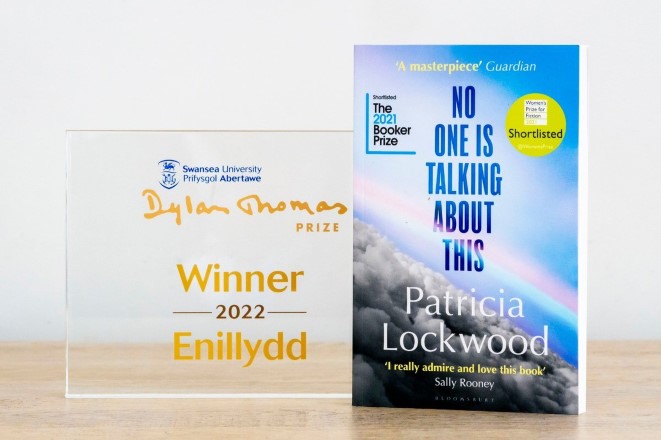 Swansea University
Prifysgol Abertawe
Dylan Thomas
PRIZE
Winner
2022
Enillydd
'A masterpiece' Guardian
Shortlisted
The
2021
Booker
Prize
Women's
Prize for
Fiction
Shortlisted
NO
ONE IS
TALKING
ABOUT
THIS
Patricia
Lockwood
'I really admire and love this book'
Sally Rooney
BLOOMSBURY